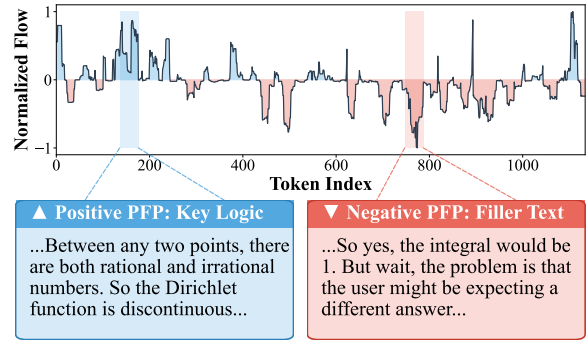 1
0
−1
Normalized Flow
0
200
400
600
800
1000
Token Index
▲ Positive PFP: Key Logic
...Between any two points, there
are both rational and irrational
numbers. So the Dirichlet
function is discontinuous...
▼ Negative PFP: Filler Text
...So yes, the integral would be
1. But wait, the problem is that
the user might be expecting a
different answer...